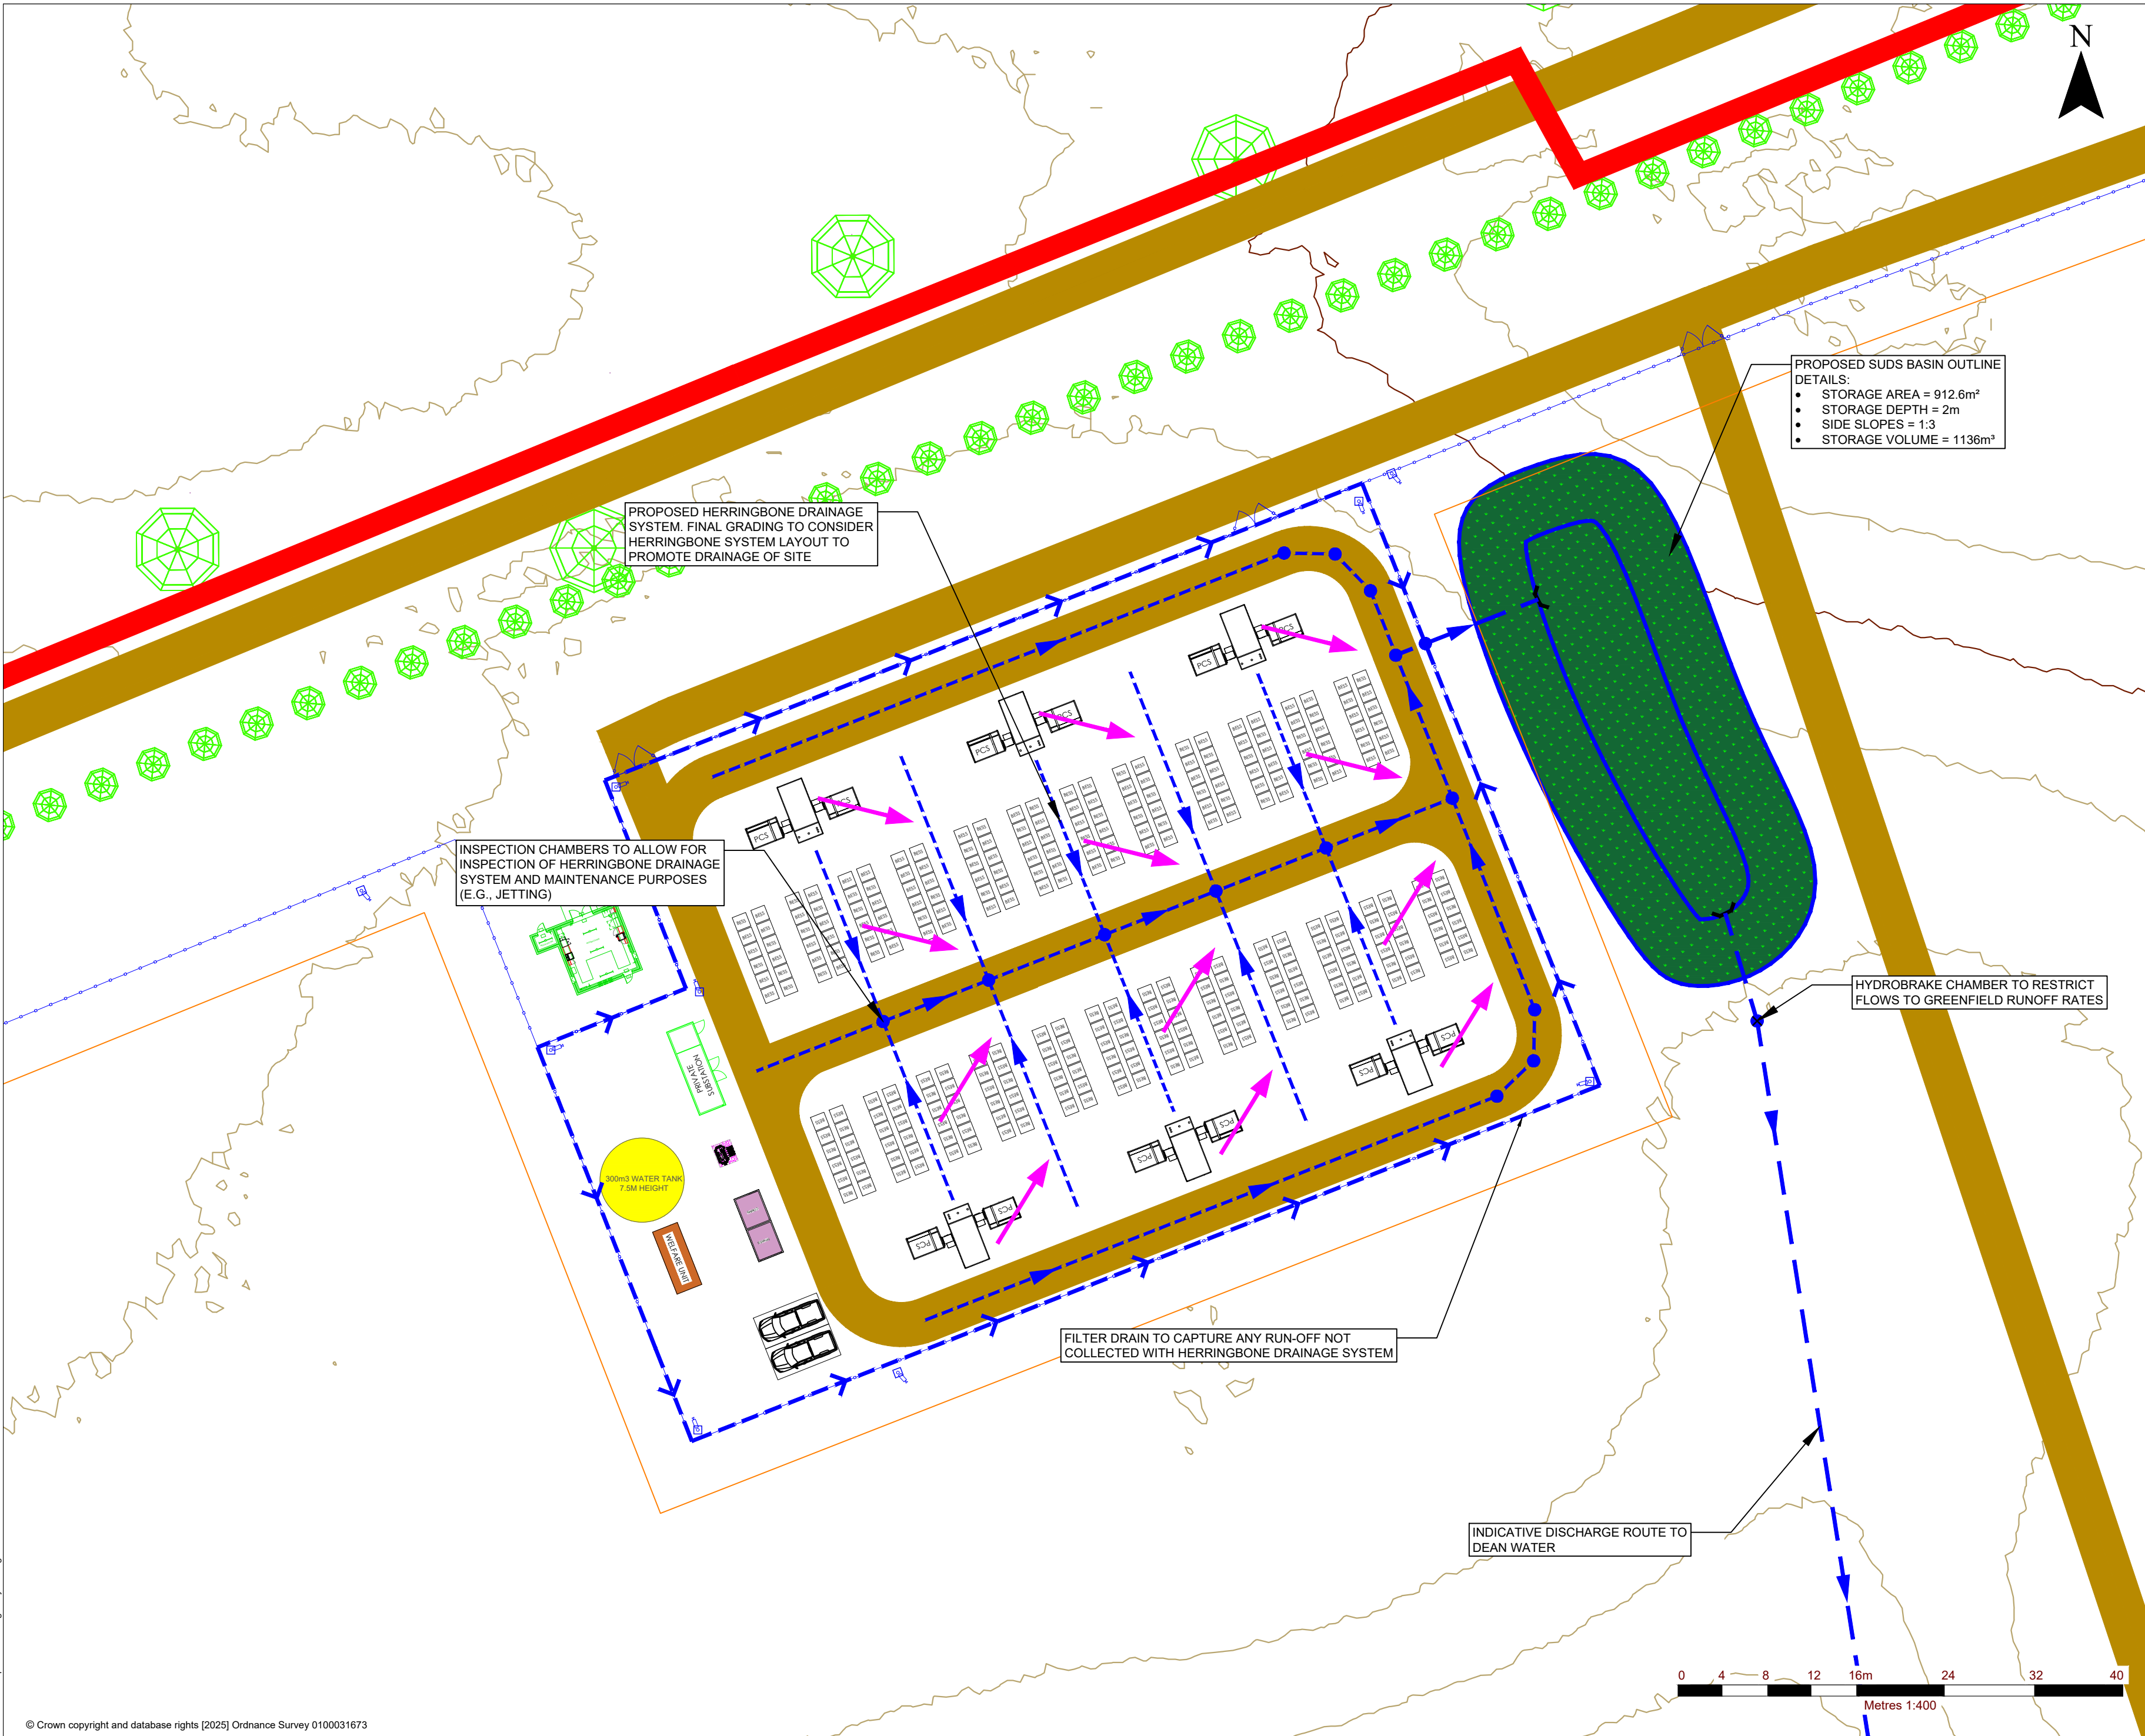 N
PROPOSED SUDS BASIN OUTLINE
DETAILS:
• STORAGE AREA = 912.6m²
• STORAGE DEPTH = 2m
• SIDE SLOPES = 1:3
• STORAGE VOLUME = 1136m³
PROPOSED HERRINGBONE DRAINAGE
SYSTEM. FINAL GRADING TO CONSIDER
HERRINGBONE SYSTEM LAYOUT TO
PROMOTE DRAINAGE OF SITE
PCS
PCS
PCS
PCS
PCS
PCS
INSPECTION CHAMBERS TO ALLOW FOR
INSPECTION OF HERRINGBONE DRAINAGE
SYSTEM AND MAINTENANCE PURPOSES
(E.G., JETTING)
BESS
HYDROBRAKE CHAMBER TO RESTRICT
FLOWS TO GREENFIELD RUNOFF RATES
PRIVATE
SUBSTATION
300m3 WATER TANK
7.5M HEIGHT
WELFARE UNIT
PCS
PCS
PCS
PCS
PCS
PCS
FILTER DRAIN TO CAPTURE ANY RUN-OFF NOT
COLLECTED WITH HERRINGBONE DRAINAGE SYSTEM
INDICATIVE DISCHARGE ROUTE TO
DEAN WATER
0 4 8 12 16m 24 32 40
Metres 1:400
© Crown copyright and database rights [2025] Ordnance Survey 0100031673